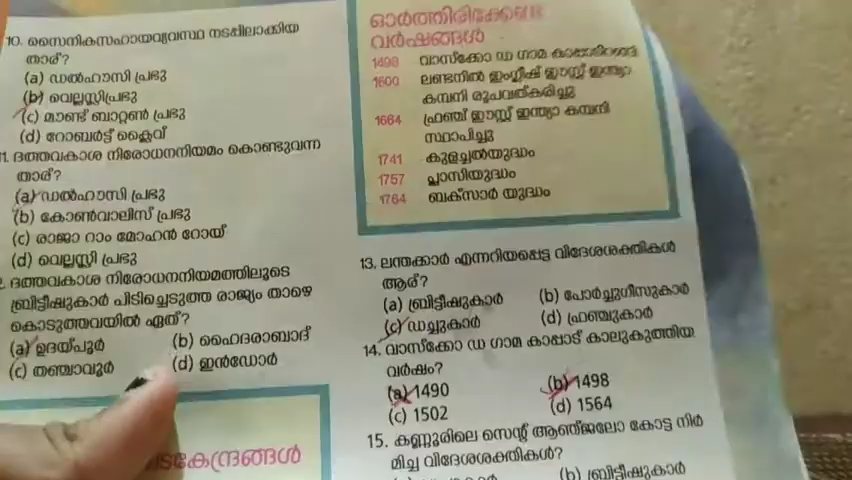 10. സൈനികസഹായവ്യവസ്ഥ നടപ്പിലാക്കിയ
താര്?
(a) ഡൽഹൗസി പ്രഭു
(b) വെല്ലസ്ലിപ്രഭു
(c) മൗണ്ട് ബാറ്റൺ പ്രഭു
(d) റോബർട്ട് ക്ലൈവ്
1. ദത്തവകാശ നിരോധനനിയമം കൊണ്ടുവന്ന
താര്?
(a) ഡൽഹൗസി പ്രഭു
(b) കോൺവാലിസ് പ്രഭു
(c) രാജാ റാം മോഹൻ റോയ്
(d) വെല്ലസ്ലി പ്രഭു
ദത്തവകാശ നിരോധനനിയമത്തിലൂടെ
ബ്രിട്ടീഷുകാർ പിടിച്ചെടുത്ത രാജ്യം താഴെ
കൊടുത്തവയിൽ ഏത്?
(a) ഉദയ്പൂർ (b) ഹൈദരാബാദ്
(c) തഞ്ചാവൂർ (d) ഇൻഡോർ
ടകേന്ദ്രങ്ങൾ
ഓർത്തിരിക്കേണ്ട
വർഷങ്ങൾ
1498 വാസ്കോ ഡ ഗാമ
1600 ലണ്ടനിൽ ഇംഗ്ലീഷ് ഈസ്റ്റ് ഇന്ത്യാ
കമ്പനി രൂപവത്കരിച്ചു
1664 ഫ്രഞ്ച് ഈസ്റ്റ് ഇന്ത്യാ കമ്പനി
സ്ഥാപിച്ചു
1741 കുളച്ചൽയുദ്ധം
1757 പ്ലാസിയുദ്ധം
1764 ബക്സാർ യുദ്ധം
13. ലന്തക്കാർ എന്നറിയപ്പെട്ട വിദേശശക്തികൾ
ആര്?
(a) ബ്രിട്ടീഷുകാർ (b) പോർച്ചുഗീസുകാർ
(c) ഡച്ചുകാർ (d) ഫ്രഞ്ചുകാർ
14. വാസ്കോ ഡ ഗാമ കാപ്പാട് കാലുകുത്തിയ
വർഷം?
(a) 1490 (b) 1498
(c) 1502 (d) 1564
15. കണ്ണൂരിലെ സെന്റ് ആഞ്ജലോ കോട്ട നിർ
മിച്ച വിദേശശക്തികൾ?
(b) ബ്രിട്ടീഷുകാർ